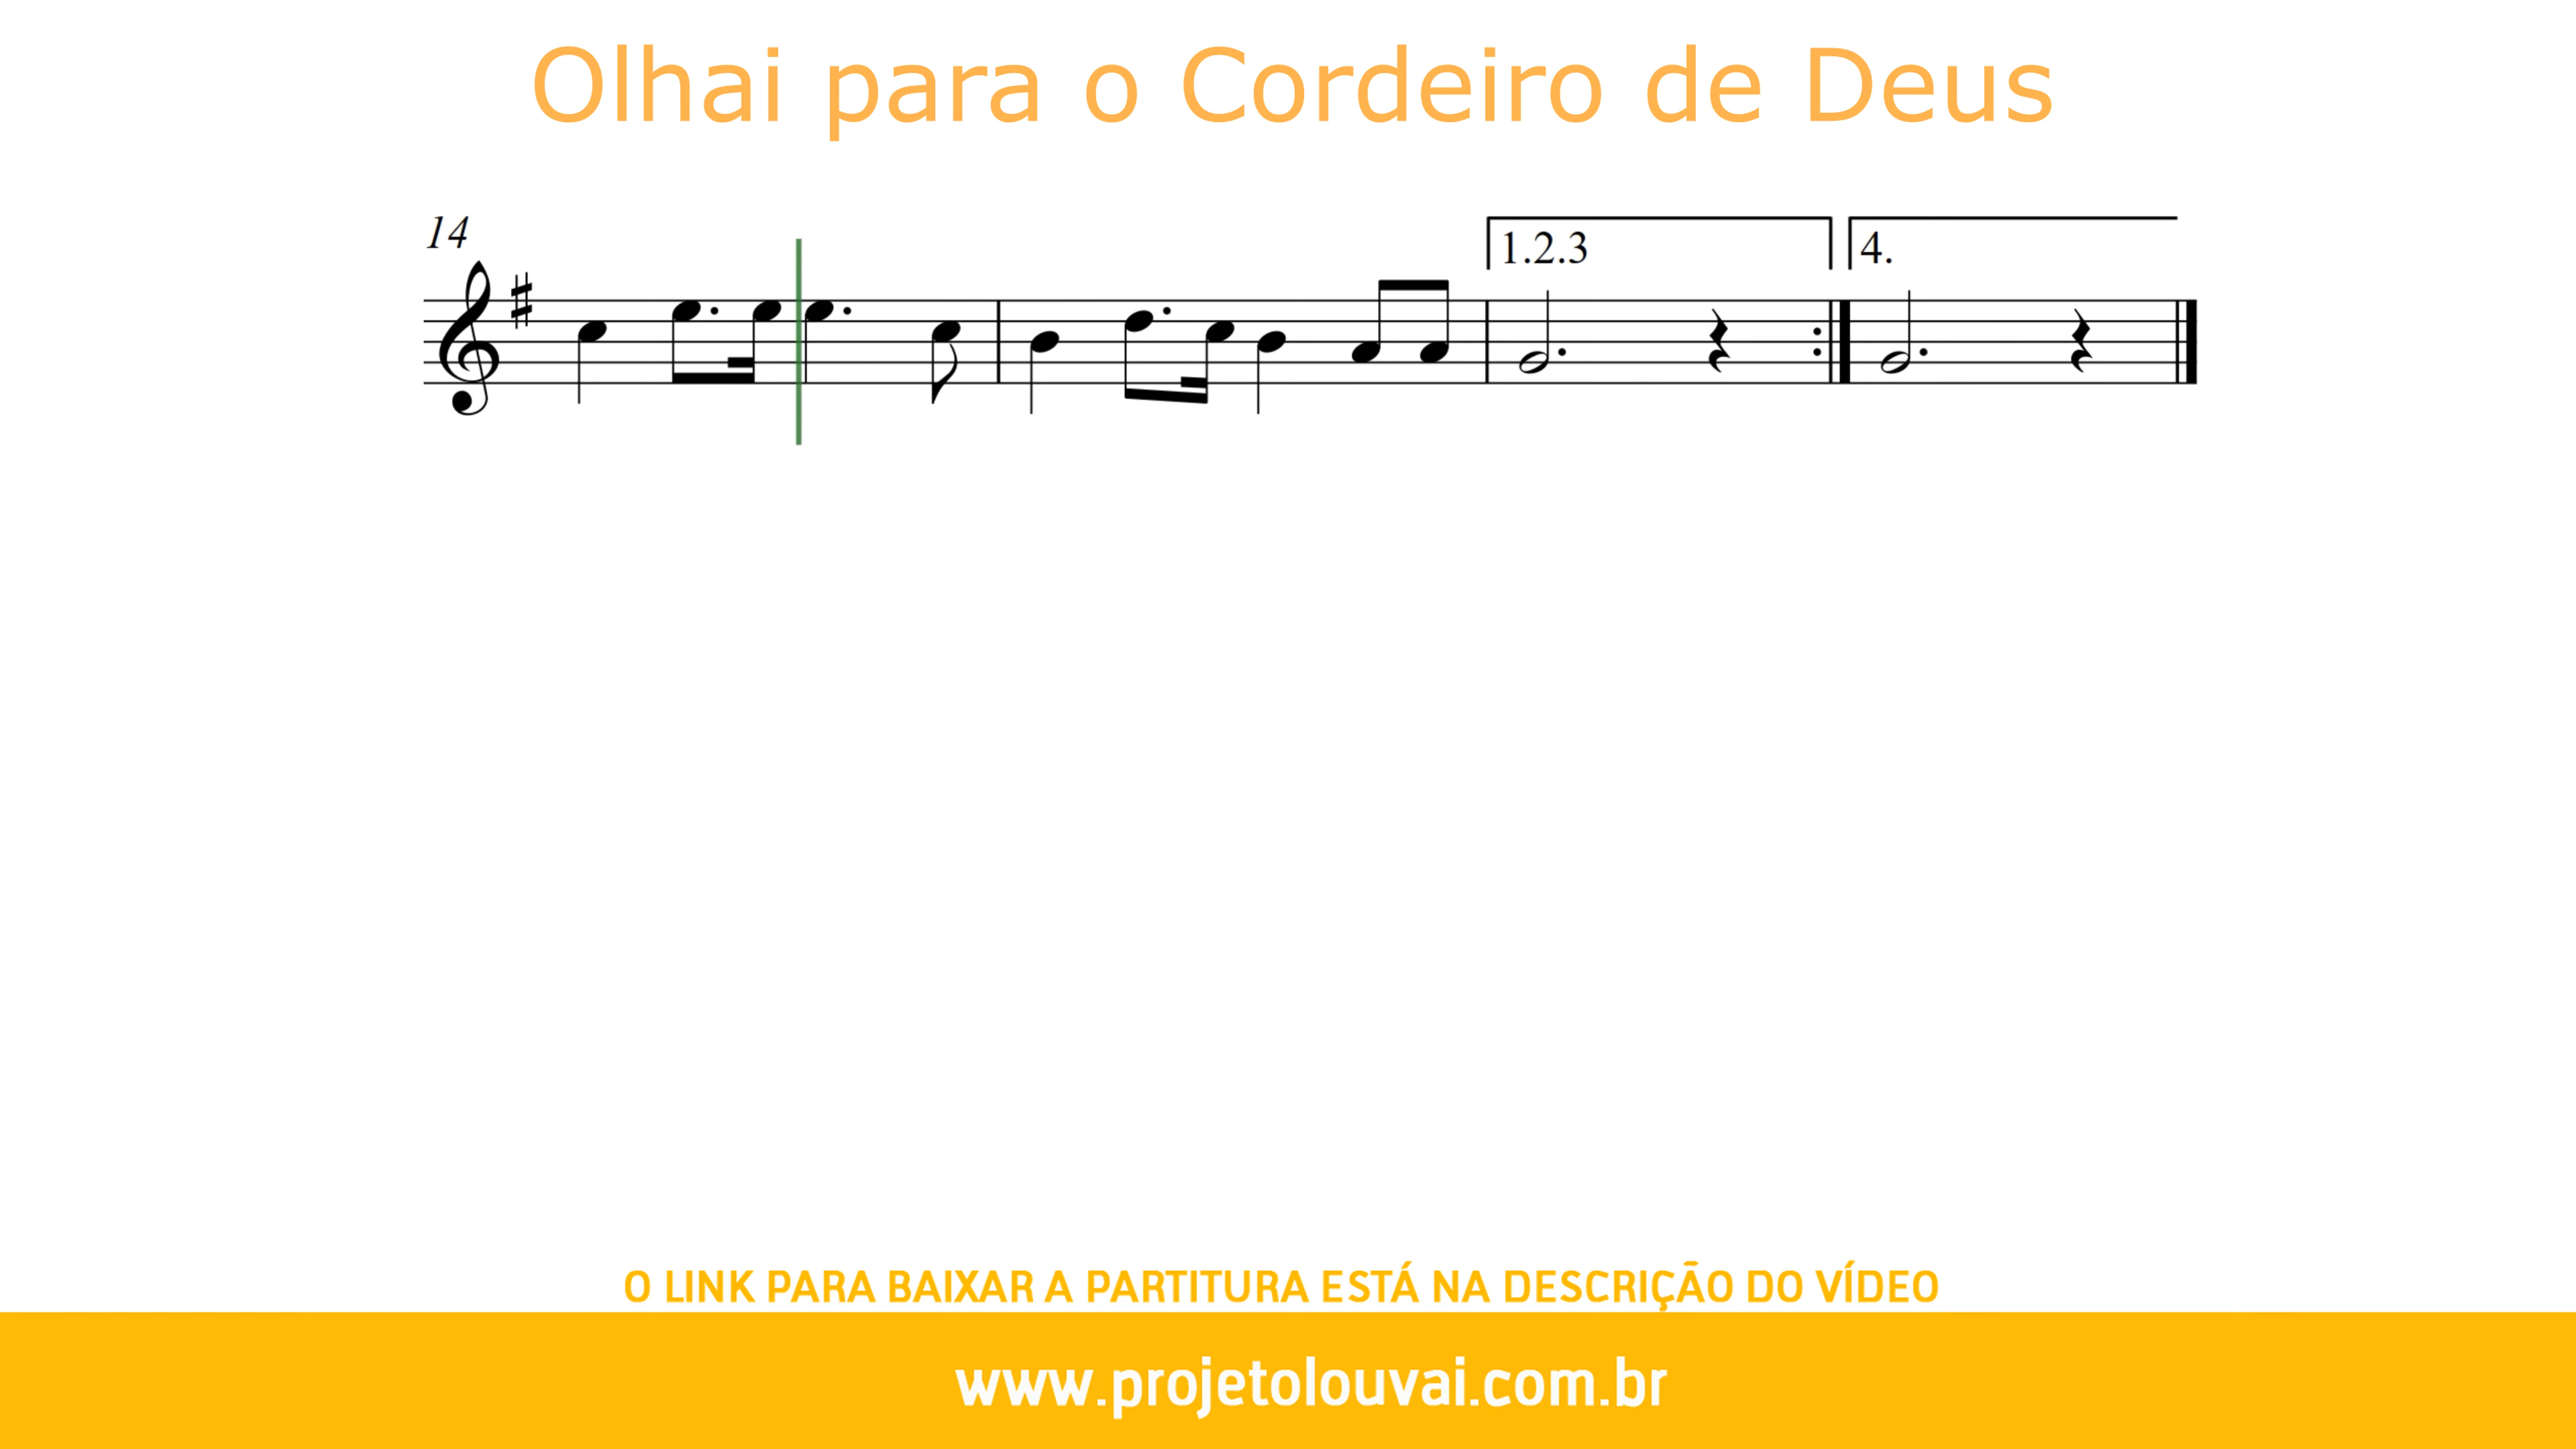 Olhai para o Cordeiro de Deus
14
1.2.3
4.
O LINK PARA BAIXAR A PARTITURA ESTÁ NA DESCRIÇÃO DO VÍDEO
www.projetolouvai.com.br